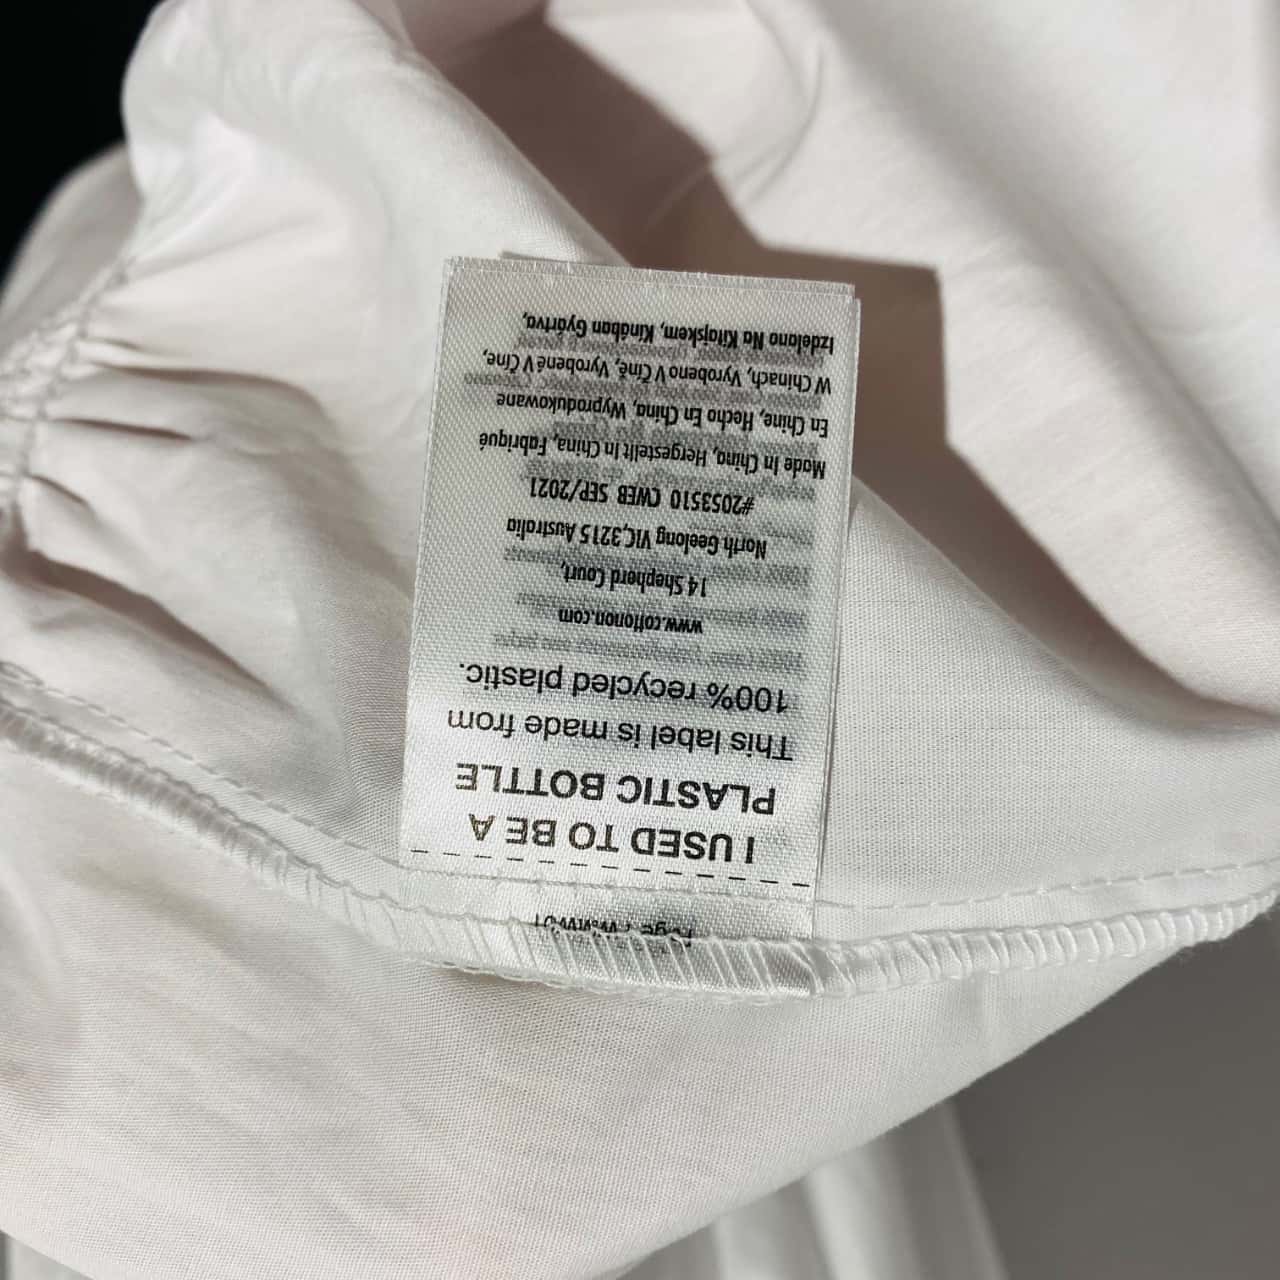 I USED TO BE A
PLASTIC BOTTLE
This label is made from
100% recycled plastic.
www.cottonon.com
14 Shepherd Court,
North Geelong VIC,3215 Australia
#2053510 CWEB SEP/2021
Made In China, Hergestellt In China, Fabriqué
En Chine, Hecho En China, Wyprodukowane
W Chinach, Vyrobeno V Číně, Vyrobené V Číne,
Izdelano Na Kitajskem, Kínában Gyártva,